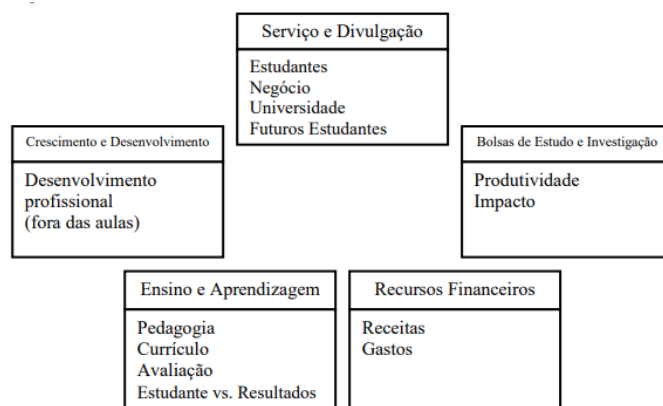 Serviço e Divulgação
Estudantes
Negócio
Universidade
Futuros Estudantes
Crescimento e Desenvolvimento
Desenvolvimento
profissional
(fora das aulas)
Bolsas de Estudo e Investigação
Produtividade
Impacto
Ensino e Aprendizagem
Pedagogia
Currículo
Avaliação
Estudante vs. Resultados
Recursos Financeiros
Receitas
Gastos